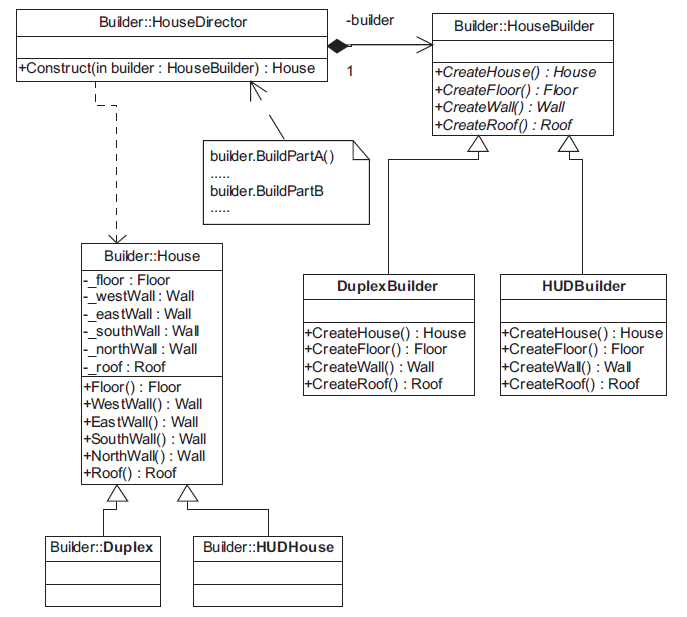 Builder::HouseDirector
+Construct(in builder : HouseBuilder) : House
-builder
1
Builder::HouseBuilder
+CreateHouse() : House
+CreateFloor() : Floor
+CreateWall() : Wall
+CreateRoof() : Roof
builder.BuildPartA()
.....
builder.BuildPartB
.....
Builder::House
-_floor : Floor
-_westWall : Wall
-_eastWall : Wall
-_southWall : Wall
-_northWall : Wall
-_roof : Roof
+Floor() : Floor
+WestWall() : Wall
+EastWall() : Wall
+SouthWall() : Wall
+NorthWall() : Wall
+Roof() : Roof
DuplexBuilder
+CreateHouse() : House
+CreateFloor() : Floor
+CreateWall() : Wall
+CreateRoof() : Roof
HUDBuilder
+CreateHouse() : House
+CreateFloor() : Floor
+CreateWall() : Wall
+CreateRoof() : Roof
Builder::Duplex
Builder::HUDHouse